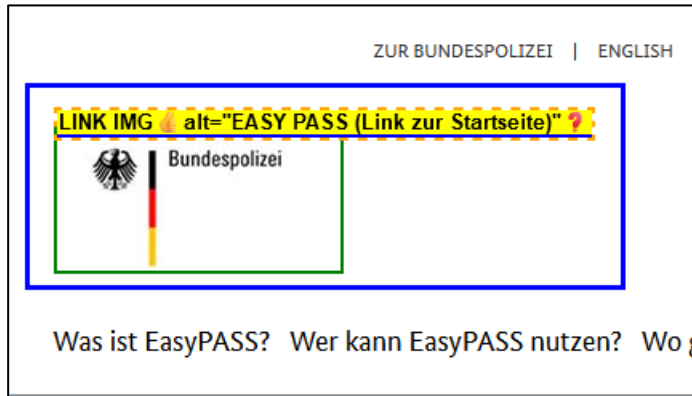 ZUR BUNDESPOLIZEI | ENGLISH
LINK IMG 👍 alt="EASY PASS (Link zur Startseite)" ❓
Bundespolizei
Was ist EasyPASS? Wer kann EasyPASS nutzen? Wo